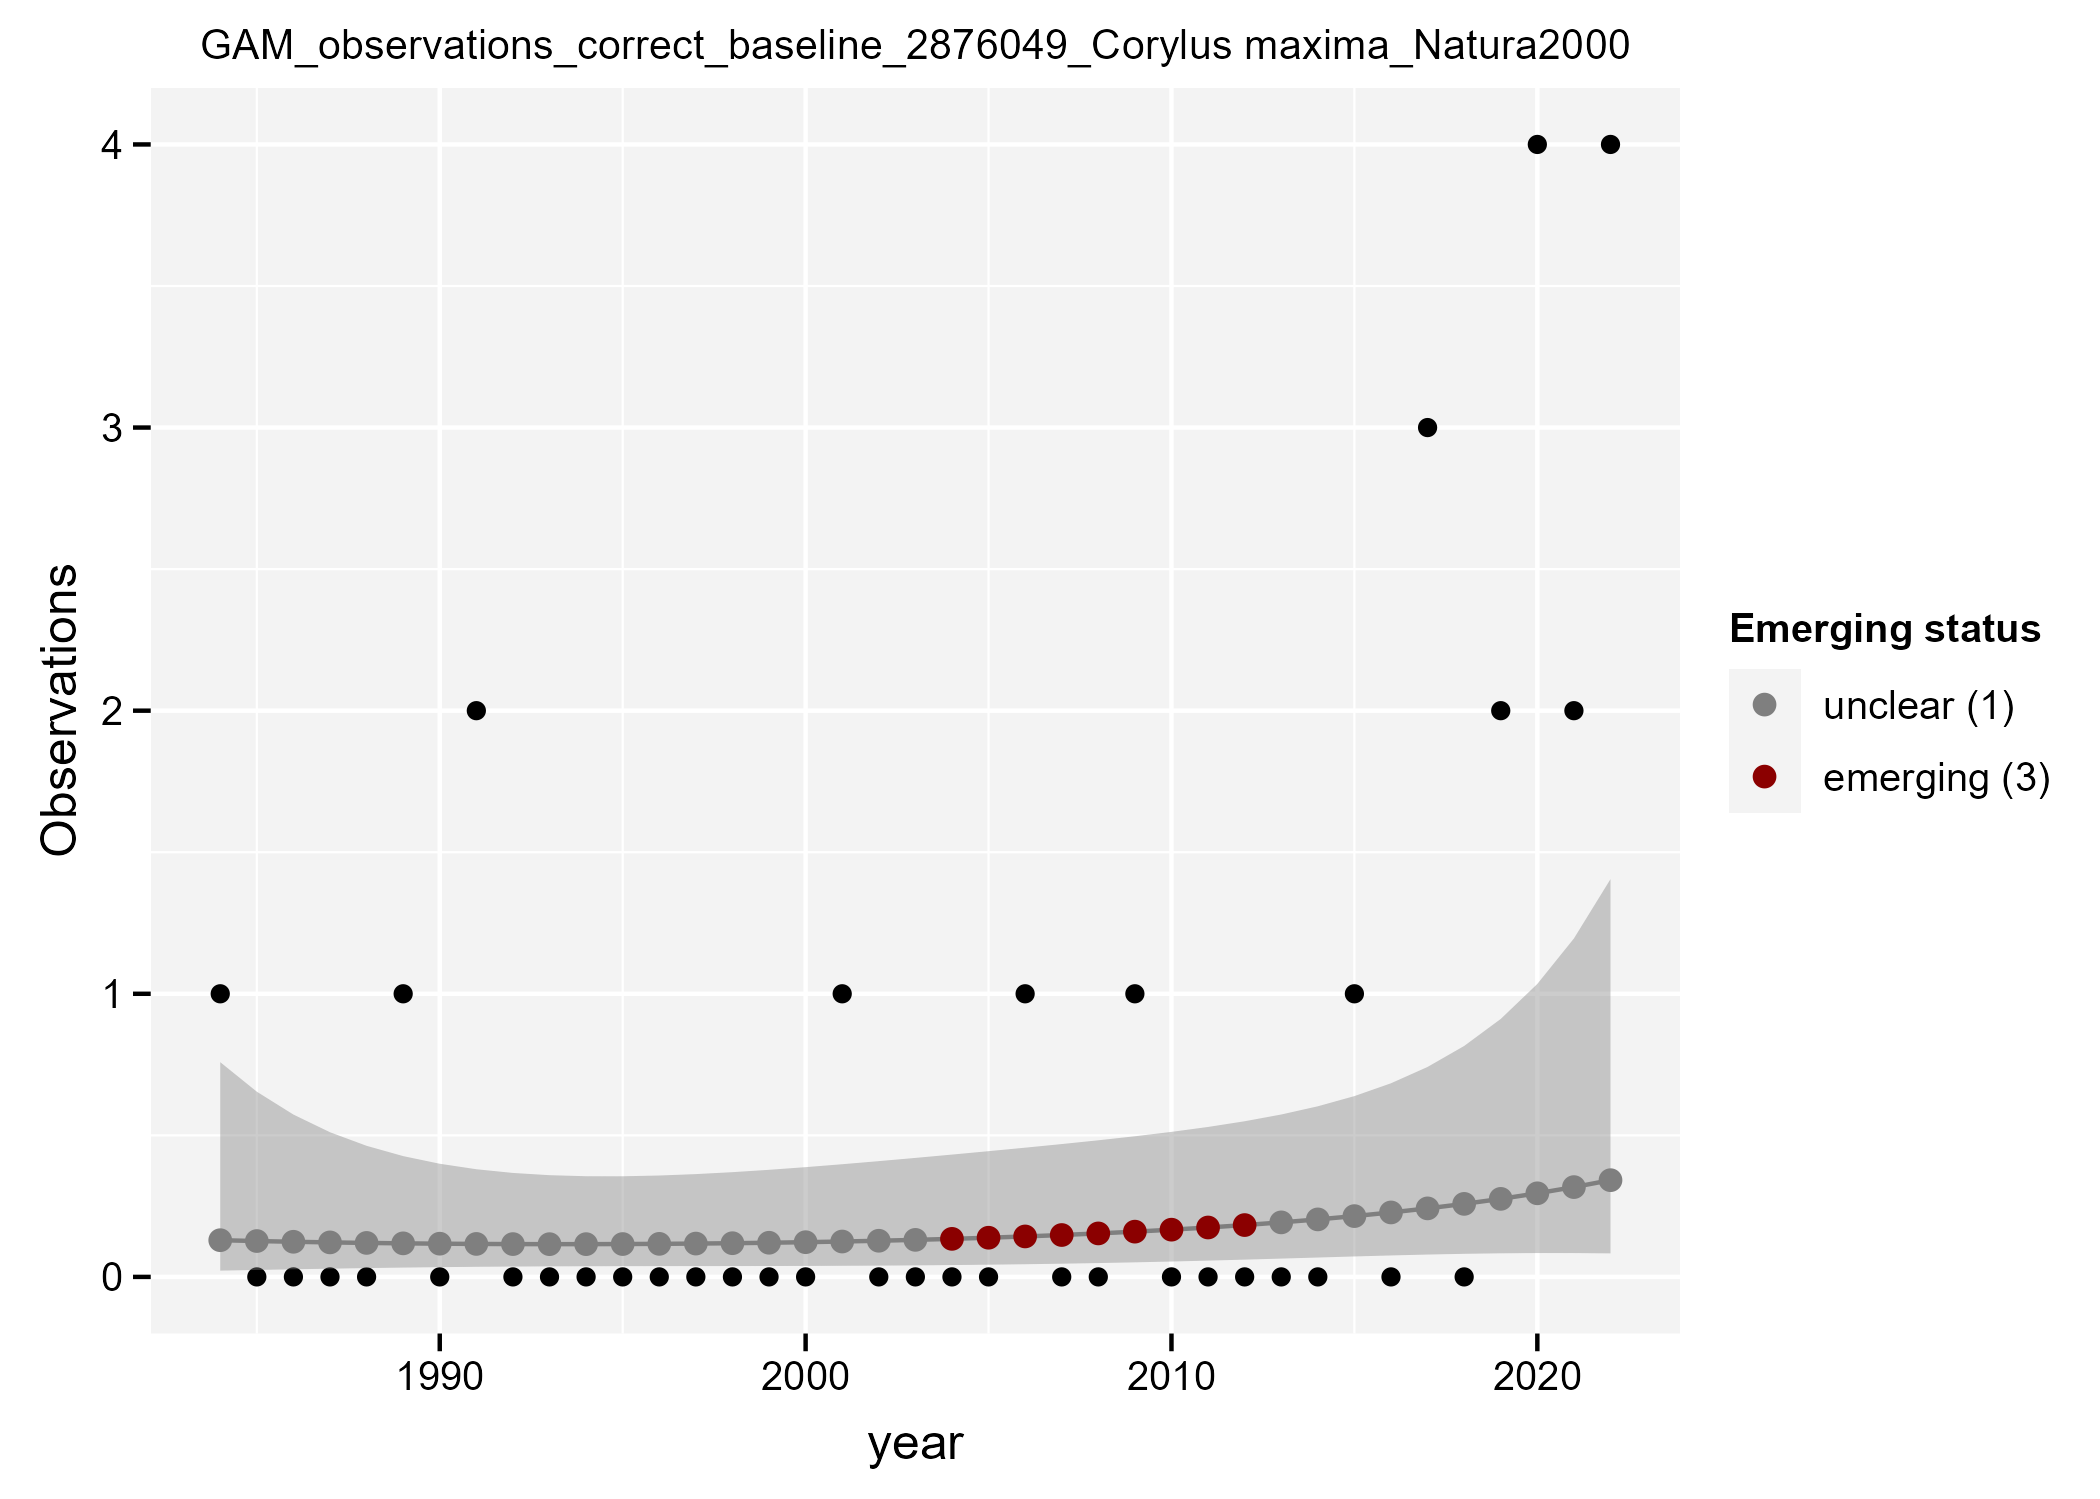 GAM_observations_correct_baseline_2876049_Corylus maxima_Natura2000
4
3
2
1
0
Observations
1990 2000 2010 2020
year
Emerging status
unclear (1)
emerging (3)